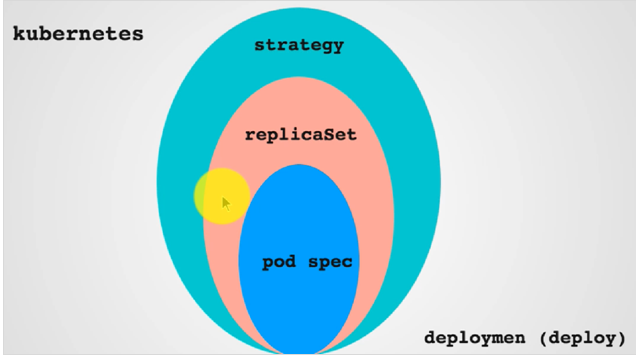 kubernetes
strategy
replicaSet
pod spec
deploymen (deploy)